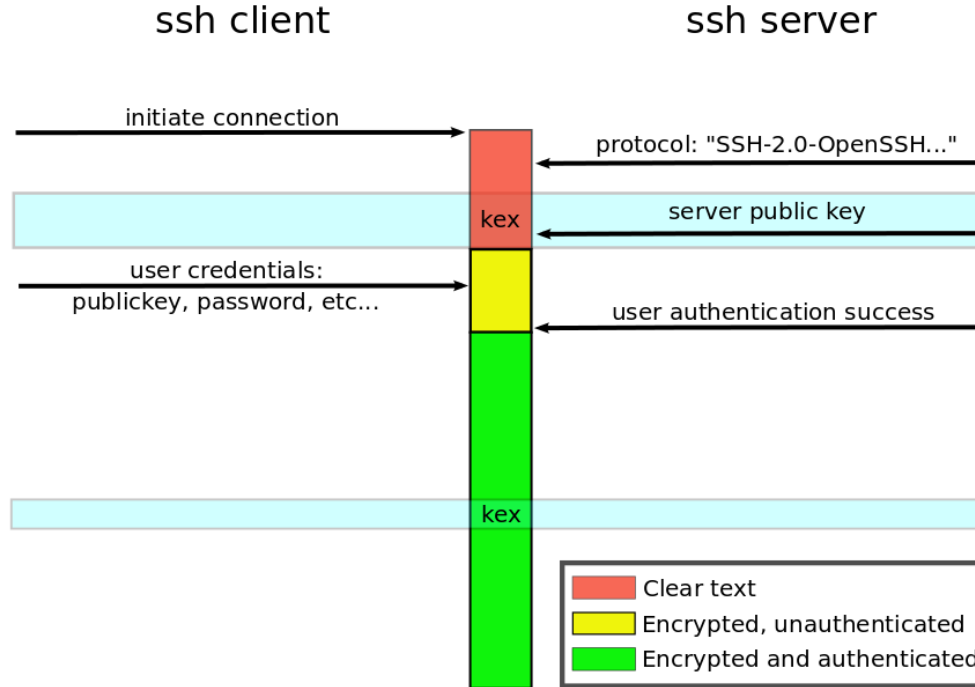 ssh client
ssh server
initiate connection
protocol: "SSH-2.0-OpenSSH..."
kex
server public key
user credentials:
publickey, password, etc...
user authentication success
kex
Clear text
Encrypted, unauthenticated
Encrypted and authenticated